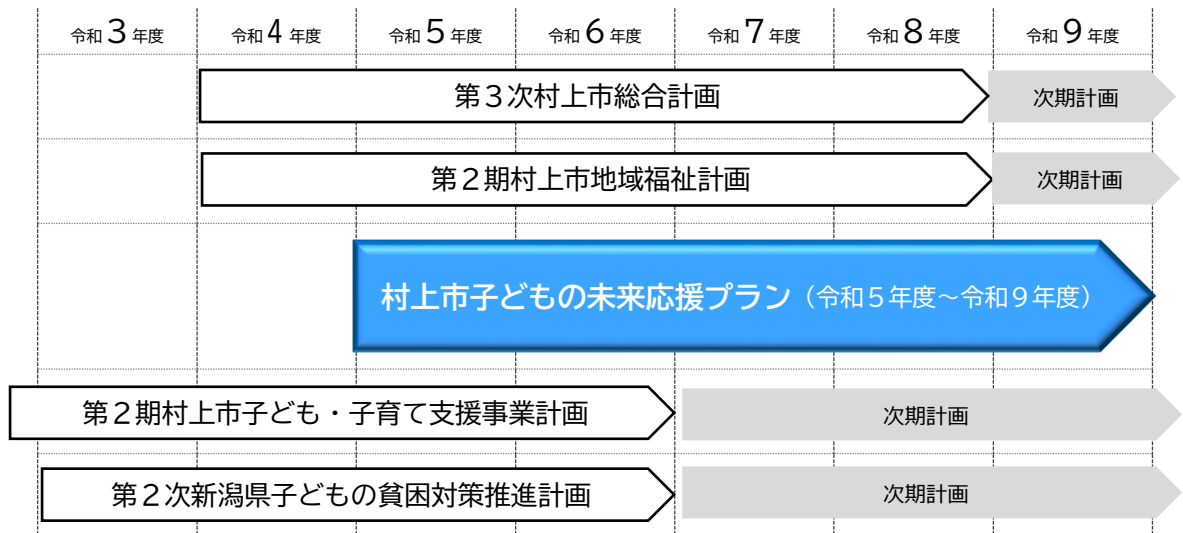 令和3年度 令和4年度 令和5年度 令和6年度 令和7年度 令和8年度 令和9年度
第３次村上市総合計画 次期計画
第２期村上市地域福祉計画 次期計画
村上市子どもの未来応援プラン（令和５年度～令和９年度）
第２期村上市子ども・子育て支援事業計画 次期計画
第２次新潟県子どもの貧困対策推進計画 次期計画